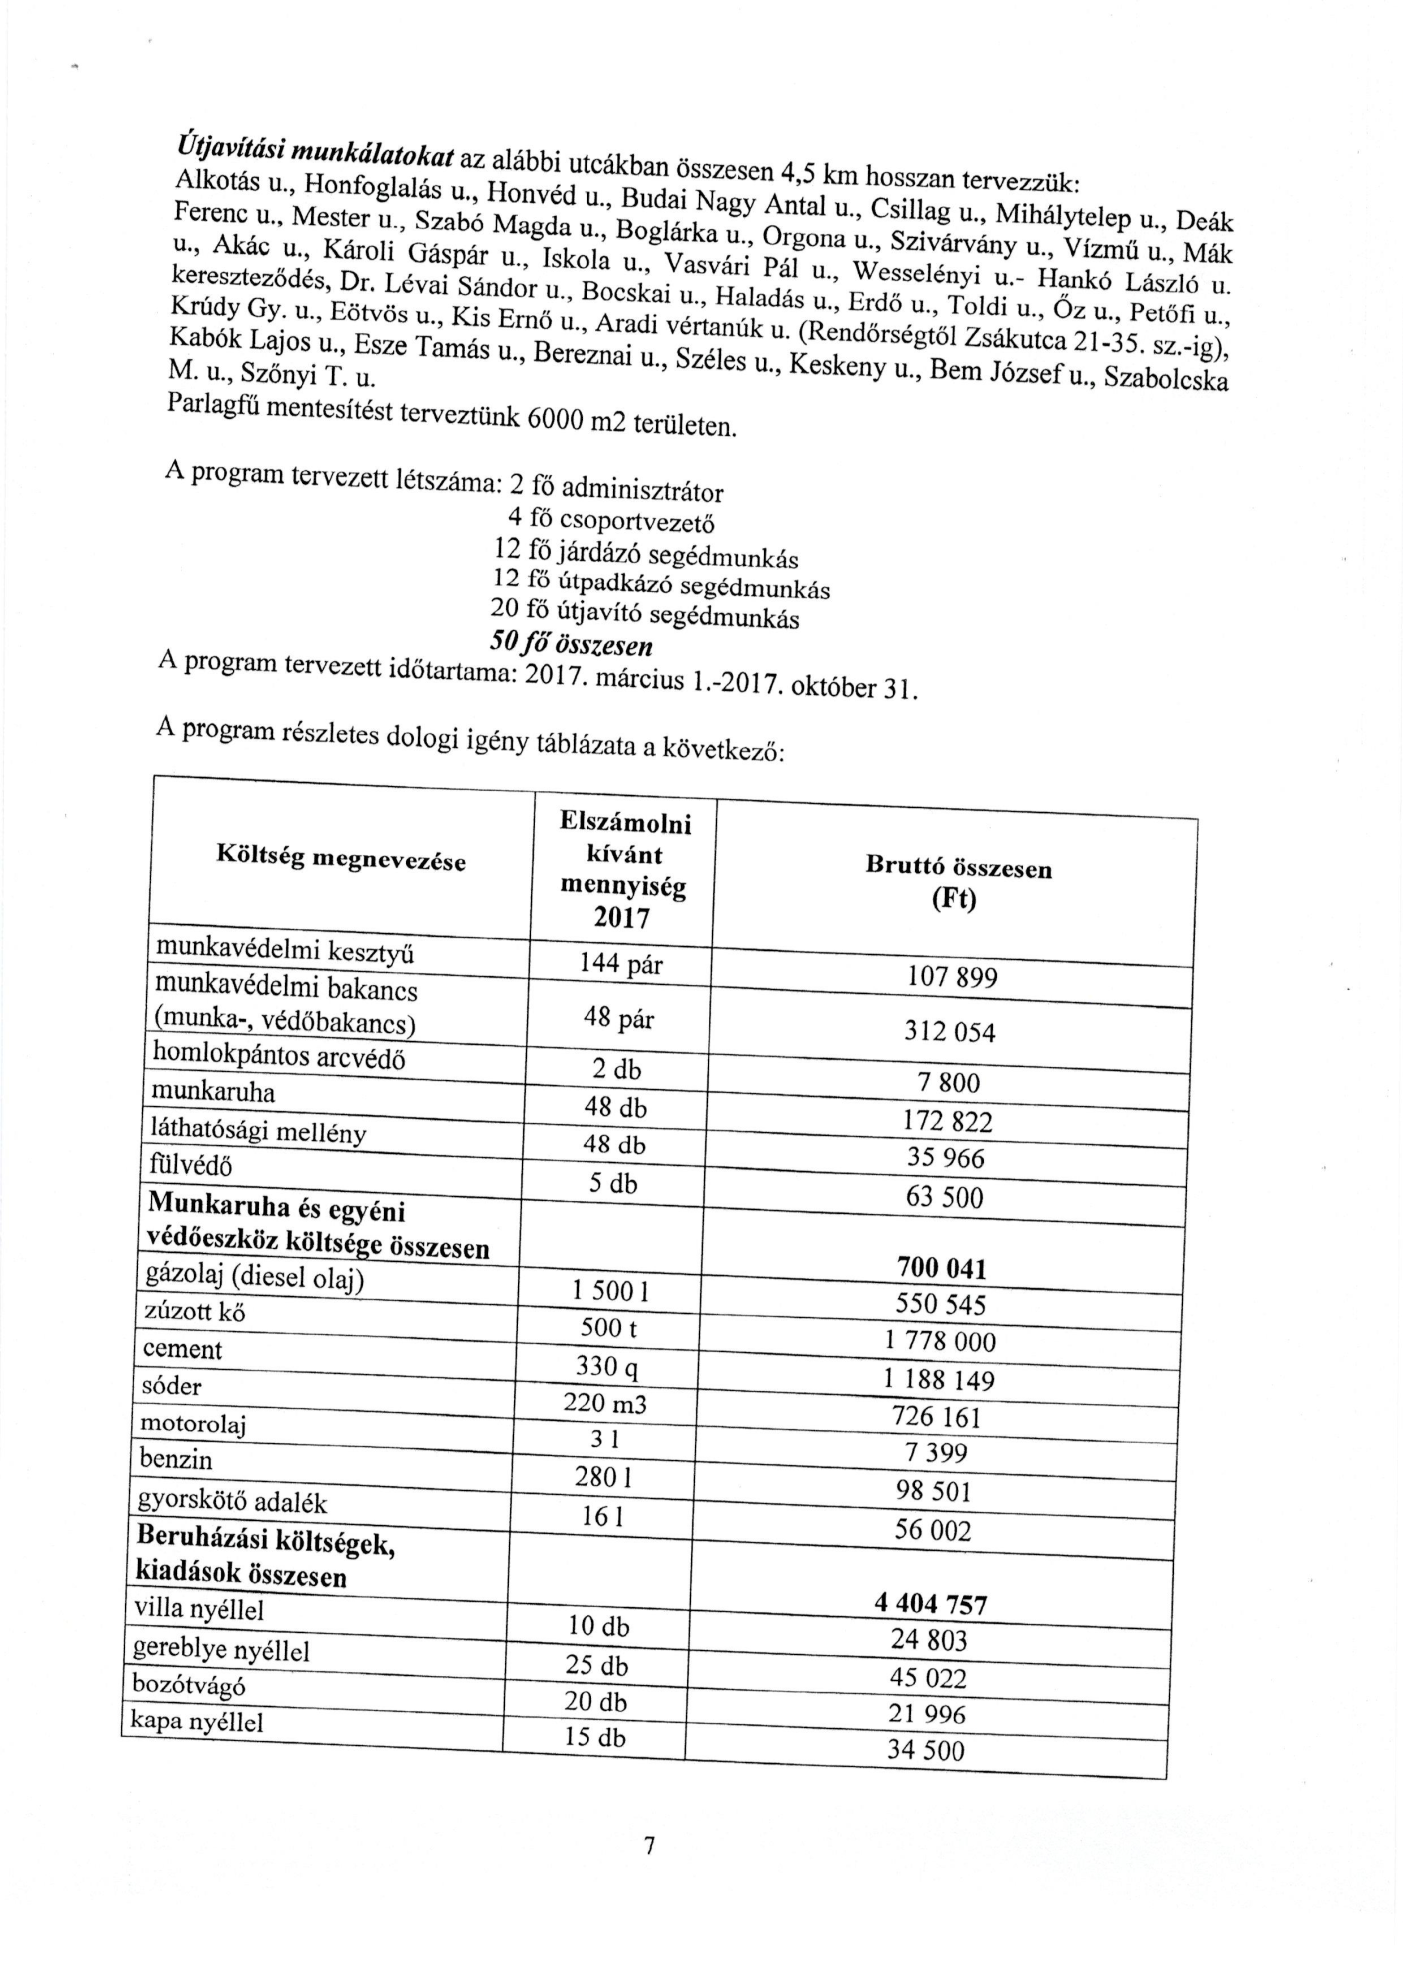 Útjavítási munkálatokat az alábbi utcákban összesen 4,5 km hosszan tervezzük:
Alkotás u., Honfoglalás u., Honvéd u., Budai Nagy Antal u., Csillag u., Mihálytelep u., Deák
Ferenc u., Mester u., Szabó Magda u., Boglárka u., Orgona u., Szivárvány u., Vízmű u., Mák
u., Akác u., Károli Gáspár u., Iskola u., Vasvári Pál u., Wesselényi u.- Hankó László u.
kereszteződés, Dr. Lévai Sándor u., Bocskai u., Haladás u., Erdő u., Toldi u., Őz u., Petőfi u.,
Krúdy Gy. u., Eötvös u., Kis Ernő u., Aradi vértanúk u. (Rendőrségtől Zsákutca 21-35. sz.-ig),
Kabók Lajos u., Esze Tamás u., Bereznai u., Széles u., Keskeny u., Bem József u., Szabolcska
M. u., Szőnyi T. u.
Parlagfű mentesítést terveztünk 6000 m2 területen.
A program tervezett létszáma: 2 fő adminisztrátor
4 fő csoportvezető
12 fő járdázó segédmunkás
12 fő útpadkázó segédmunkás
20 fő útjavító segédmunkás
50 fő összesen
A program tervezett időtartama: 2017. március 1.-2017. október 31.
A program részletes dologi igény táblázata a következő:
Költség megnevezése
Elszámolni
kívánt
mennyiség
2017
Bruttó összesen
(Ft)
munkavédelmi kesztyű 144 pár 107 899
munkavédelmi bakancs
(munka-, védőbakancs) 48 pár 312 054
homlokpántos arcvédő 2 db 7 800
munkaruha 48 db 172 822
láthatósági mellény 48 db 35 966
fülvédő 5 db 63 500
Munkaruha és egyéni
védőeszköz költsége összesen 700 041
gázolaj (diesel olaj) 1 500 l 550 545
zúzott kő 500 t 1 778 000
cement 330 q 1 188 149
sóder 220 m3 726 161
motorolaj 3 l 7 399
benzin 280 l 98 501
gyorskötő adalék 16 l 56 002
Beruházási költségek,
kiadások összesen 4 404 757
villa nyéllel 10 db 24 803
gereblye nyéllel 25 db 45 022
bozótvágó 20 db 21 996
kapa nyéllel 15 db 34 500
7